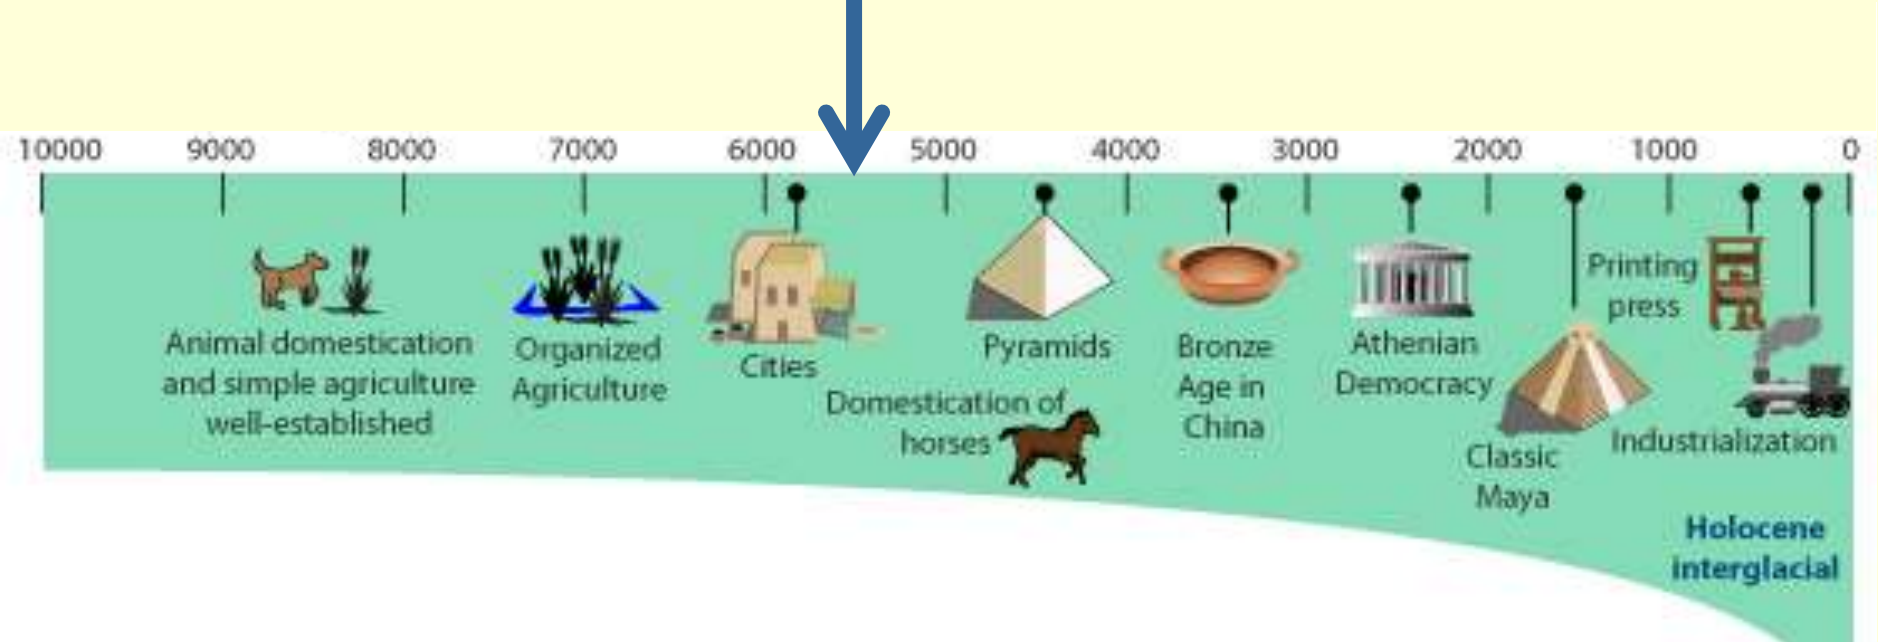 10000 9000 8000 7000 6000 5000 4000 3000 2000 1000 0
Animal domestication
and simple agriculture
well-established
Organized
Agriculture
Cities
Domestication of
horses
Pyramids
Bronze
Age in
China
Athenian
Democracy
Classic
Maya
Printing
press
Industrialization
Holocene
interglacial